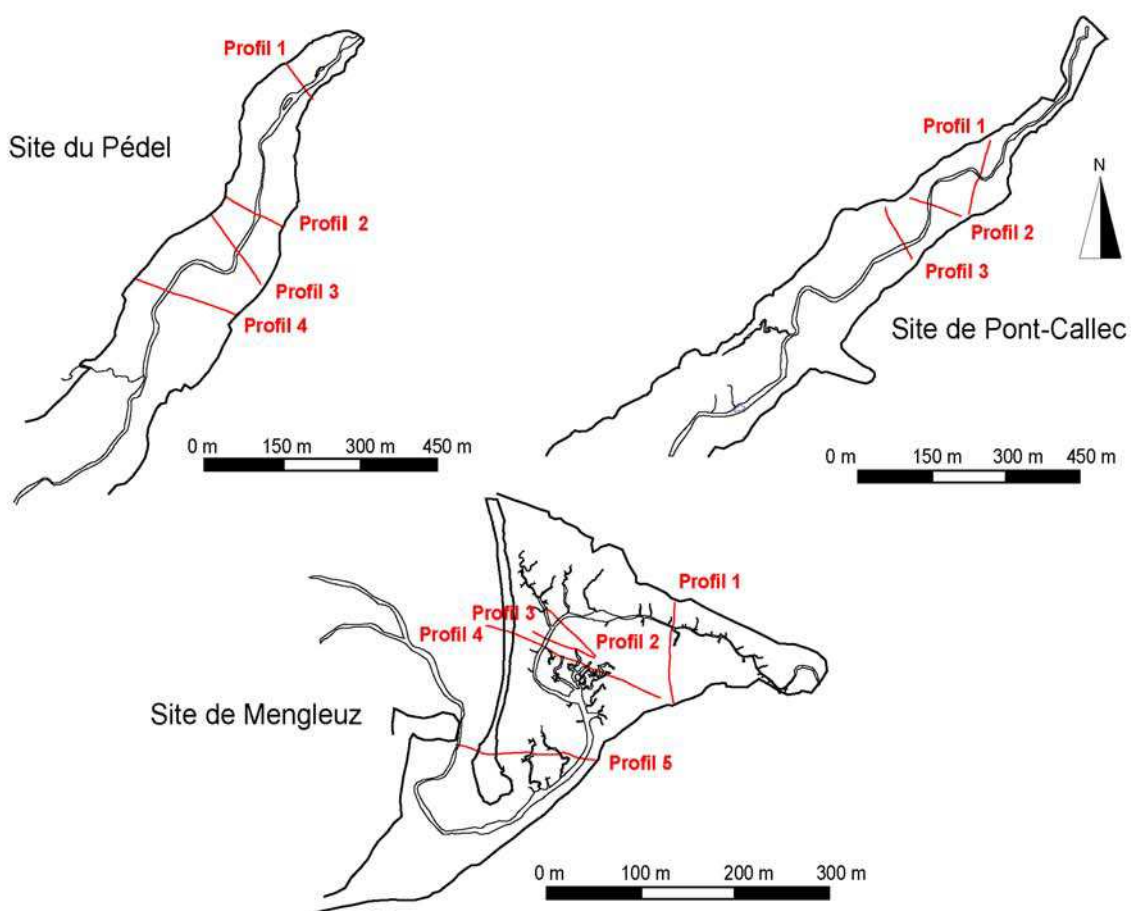 Profil 1
Site du Pédel
Profil 2
Profil 3
Profil 4
0 m 150 m 300 m 450 m
Profil 1
N
Profil 2
Profil 3
Site de Pont-Callec
0 m 150 m 300 m 450 m
Profil 1
Profil 3
Profil 4
Profil 2
Site de Mengleuz
Profil 5
0 m 100 m 200 m 300 m